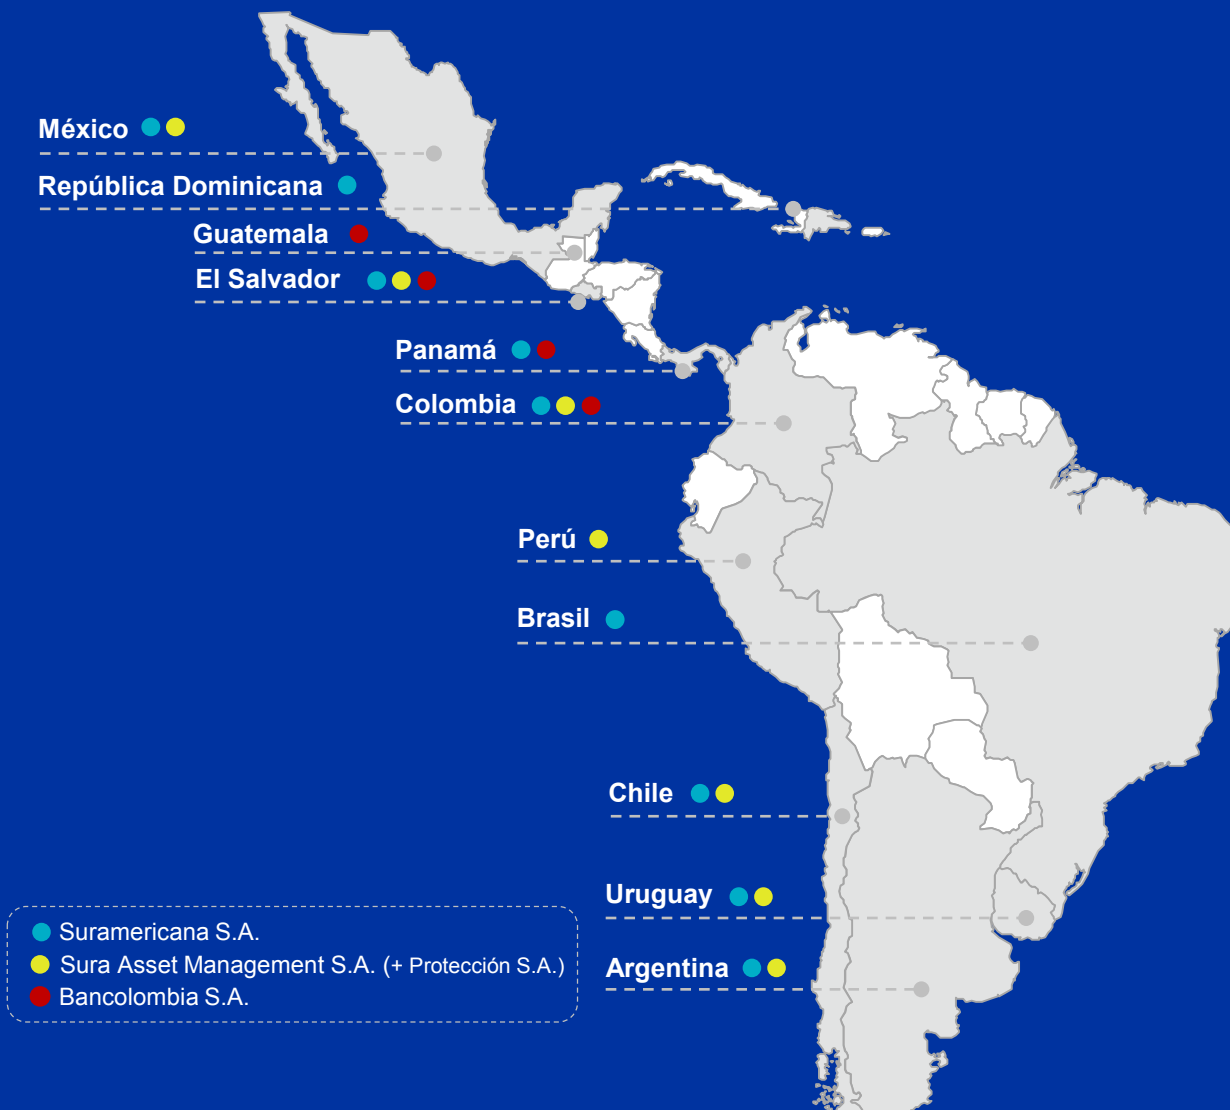 México
República Dominicana
Guatemala
El Salvador
Panamá
Colombia
Perú
Brasil
Chile
Uruguay
Argentina
Suramericana S.A.
Sura Asset Management S.A. (+ Protección S.A.)
Bancolombia S.A.